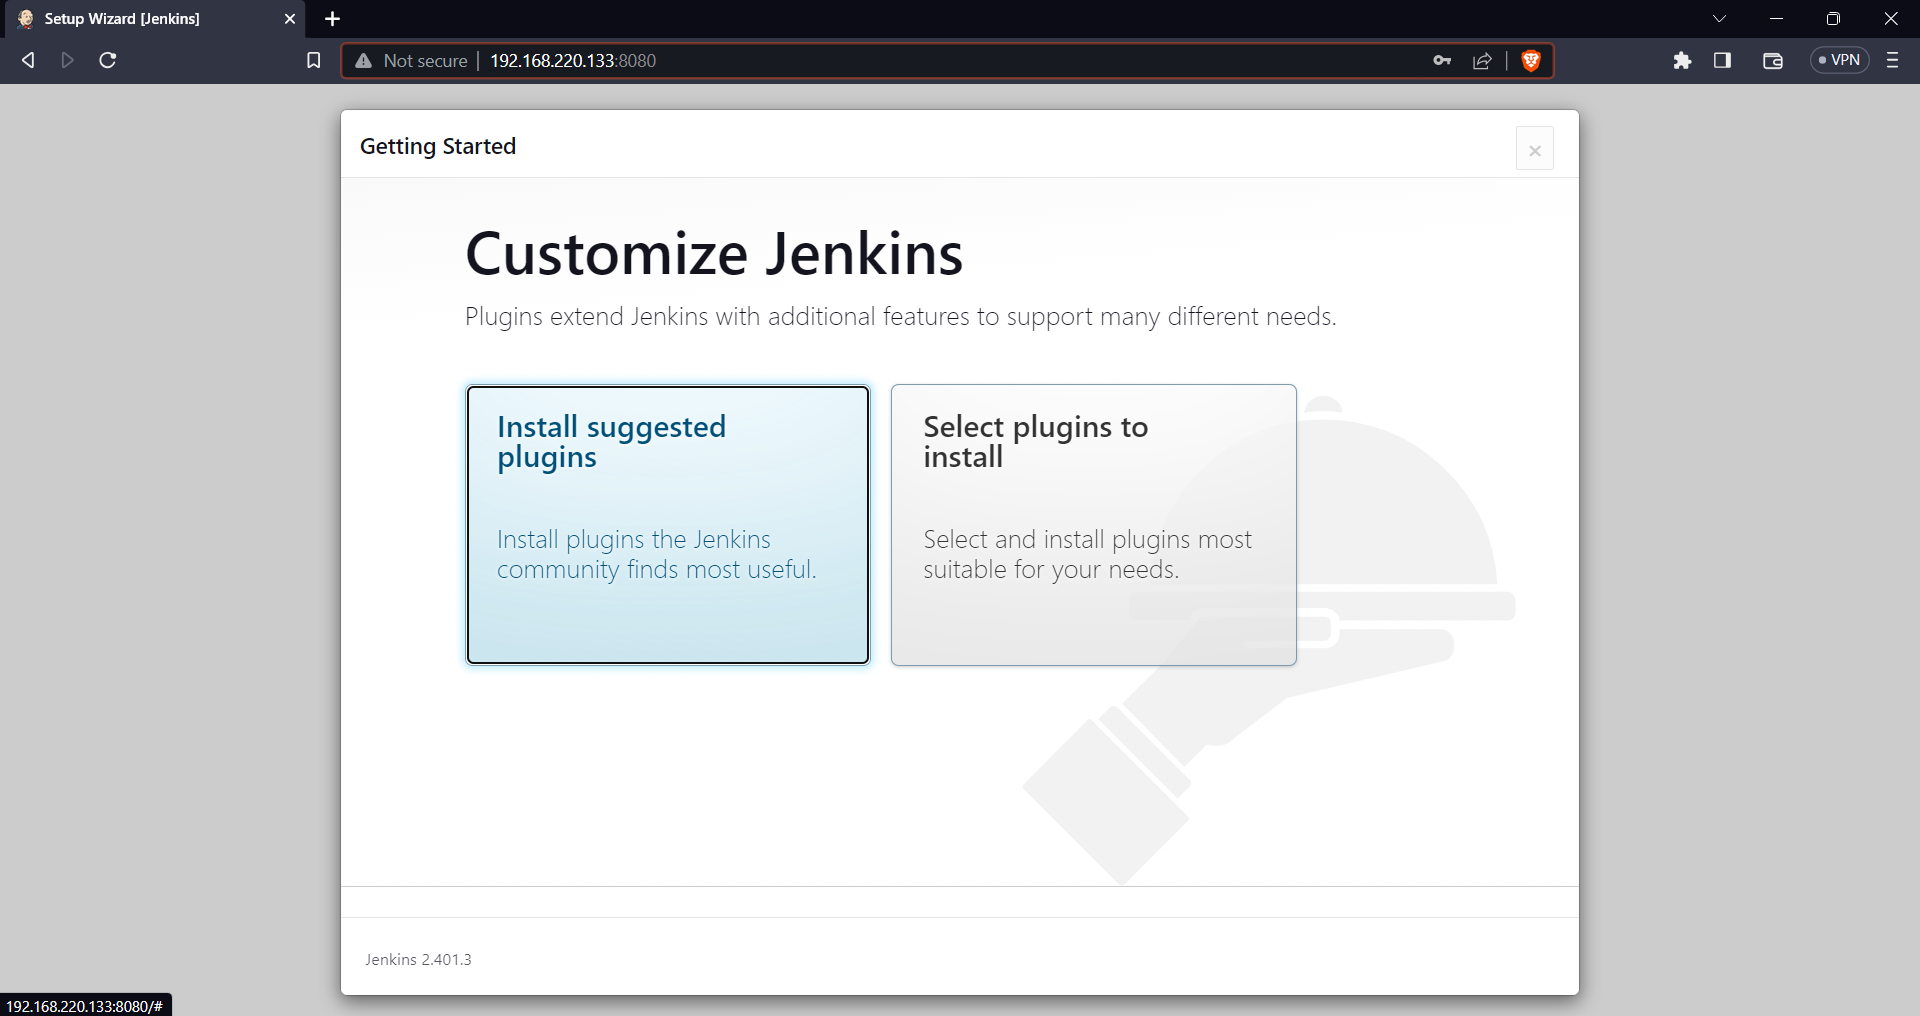 Setup Wizard [Jenkins]
Not secure
192.168.220.133:8080
VPN
Getting Started
Customize Jenkins
Plugins extend Jenkins with additional features to support many different needs.
Install suggested
plugins
Install plugins the Jenkins
community finds most useful.
Select plugins to
install
Select and install plugins most
suitable for your needs.
Jenkins 2.401.3
192.168.220.133:8080/#